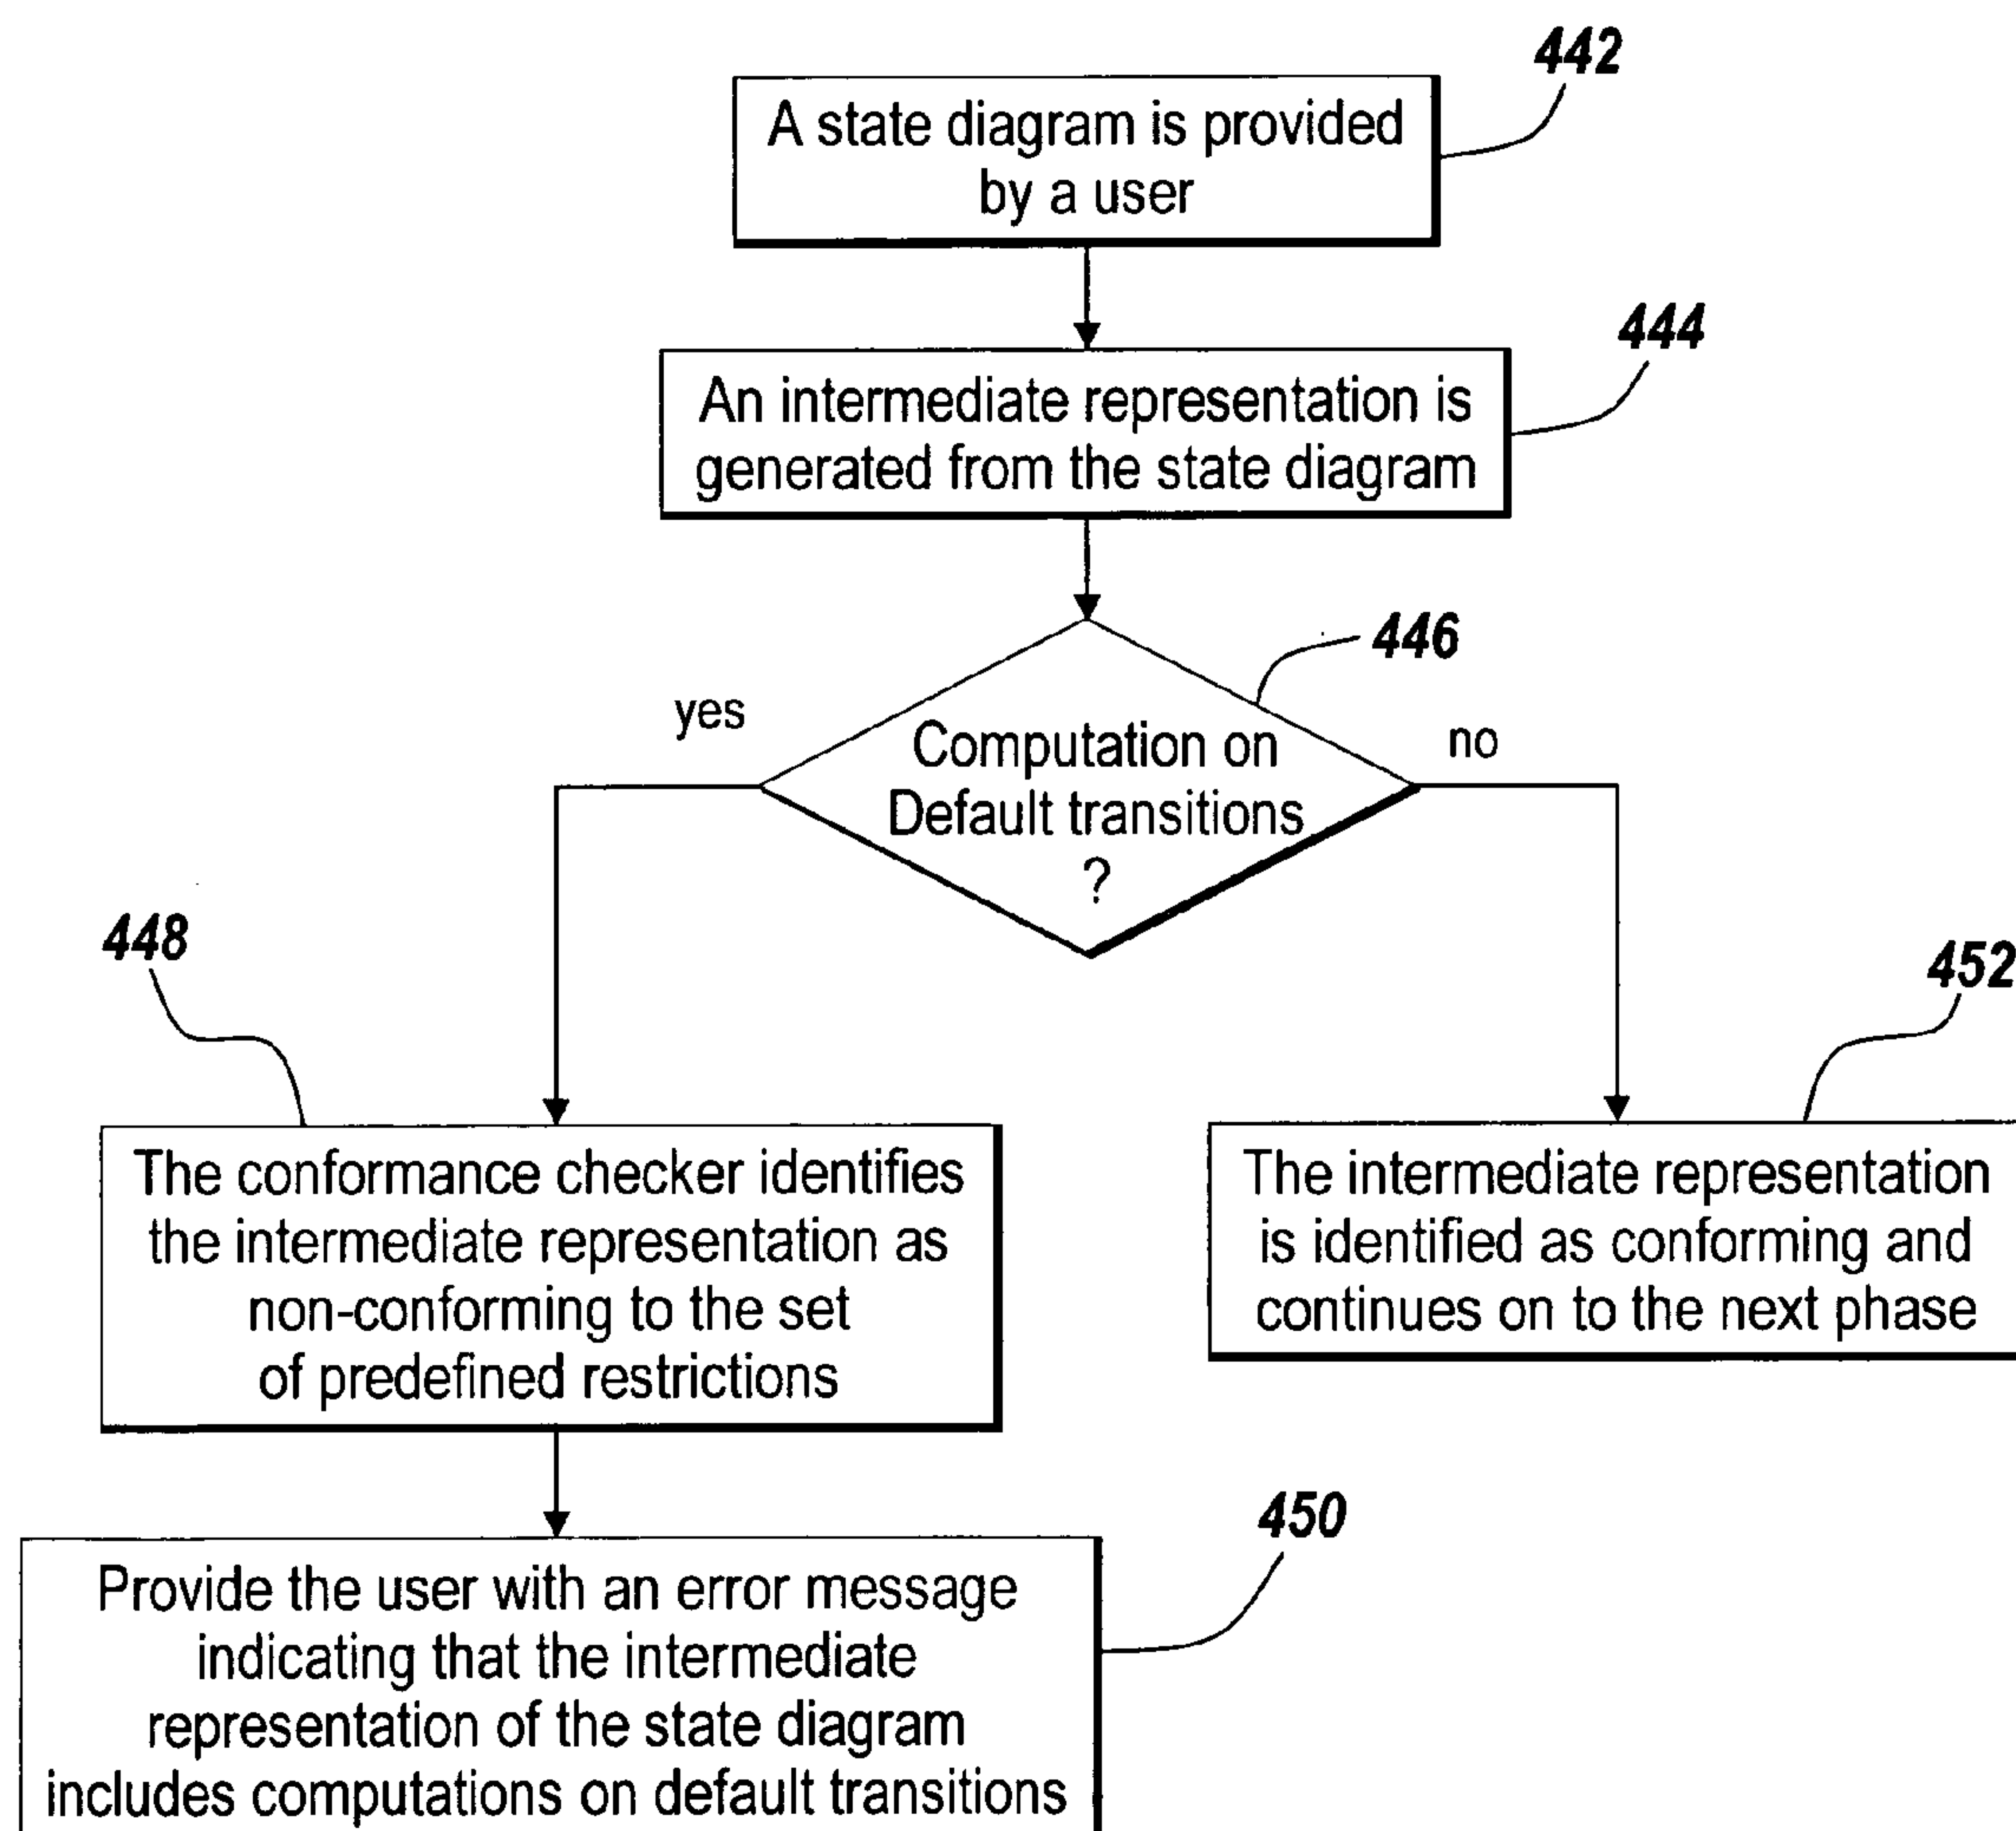 442
A state diagram is provided
by a user
444
An intermediate representation is
generated from the state diagram
446
yes
no
Computation on
Default transitions
?
448
452
The conformance checker identifies
the intermediate representation as
non-conforming to the set
of predefined restrictions
The intermediate representation
is identified as conforming and
continues on to the next phase
450
Provide the user with an error message
indicating that the intermediate
representation of the state diagram
includes computations on default transitions